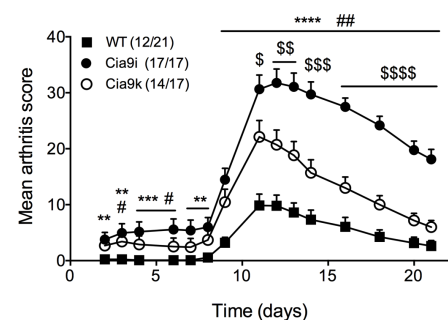 **** ##
WT (12/21)
Cia9i (17/17)
Cia9k (14/17)
$ $$ $$$ $$$$
** ** # *** # **
Mean arthritis score
40
30
20
10
0
0 5 10 15 20
Time (days)